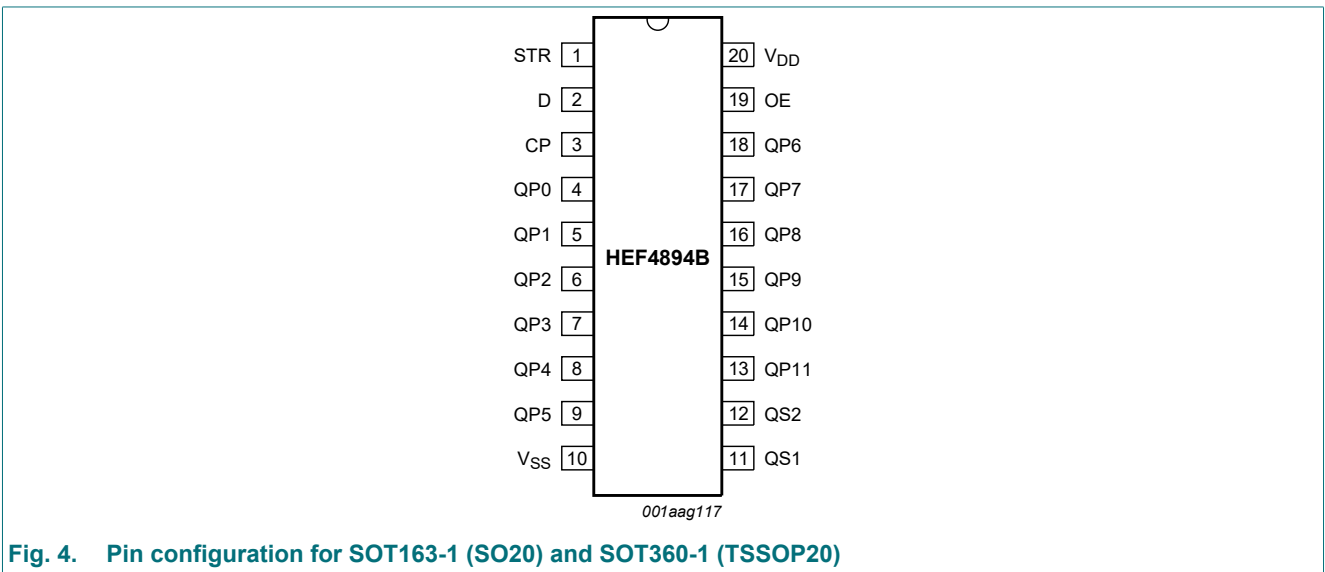 STR 1 20 VDD
D 2 19 OE
CP 3 18 QP6
QP0 4 17 QP7
QP1 5 16 QP8
HEF4894B
QP2 6 15 QP9
QP3 7 14 QP10
QP4 8 13 QP11
QP5 9 12 QS2
VSS 10 11 QS1
001aag117
Fig. 4. Pin configuration for SOT163-1 (SO20) and SOT360-1 (TSSOP20)